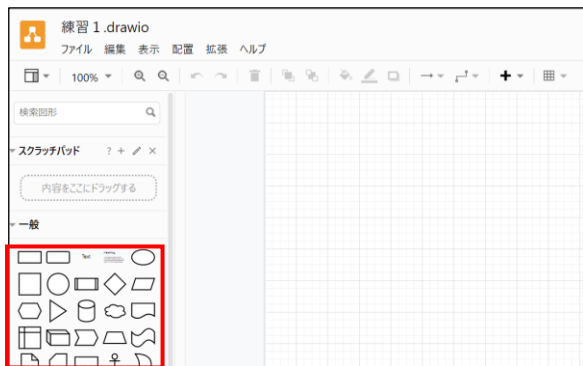 練習 1.drawio
ファイル 編集 表示 配置 拡張 ヘルプ
100%
検索図形
スクラッチパッド ? +
内容をここにドラッグする
一般
Text